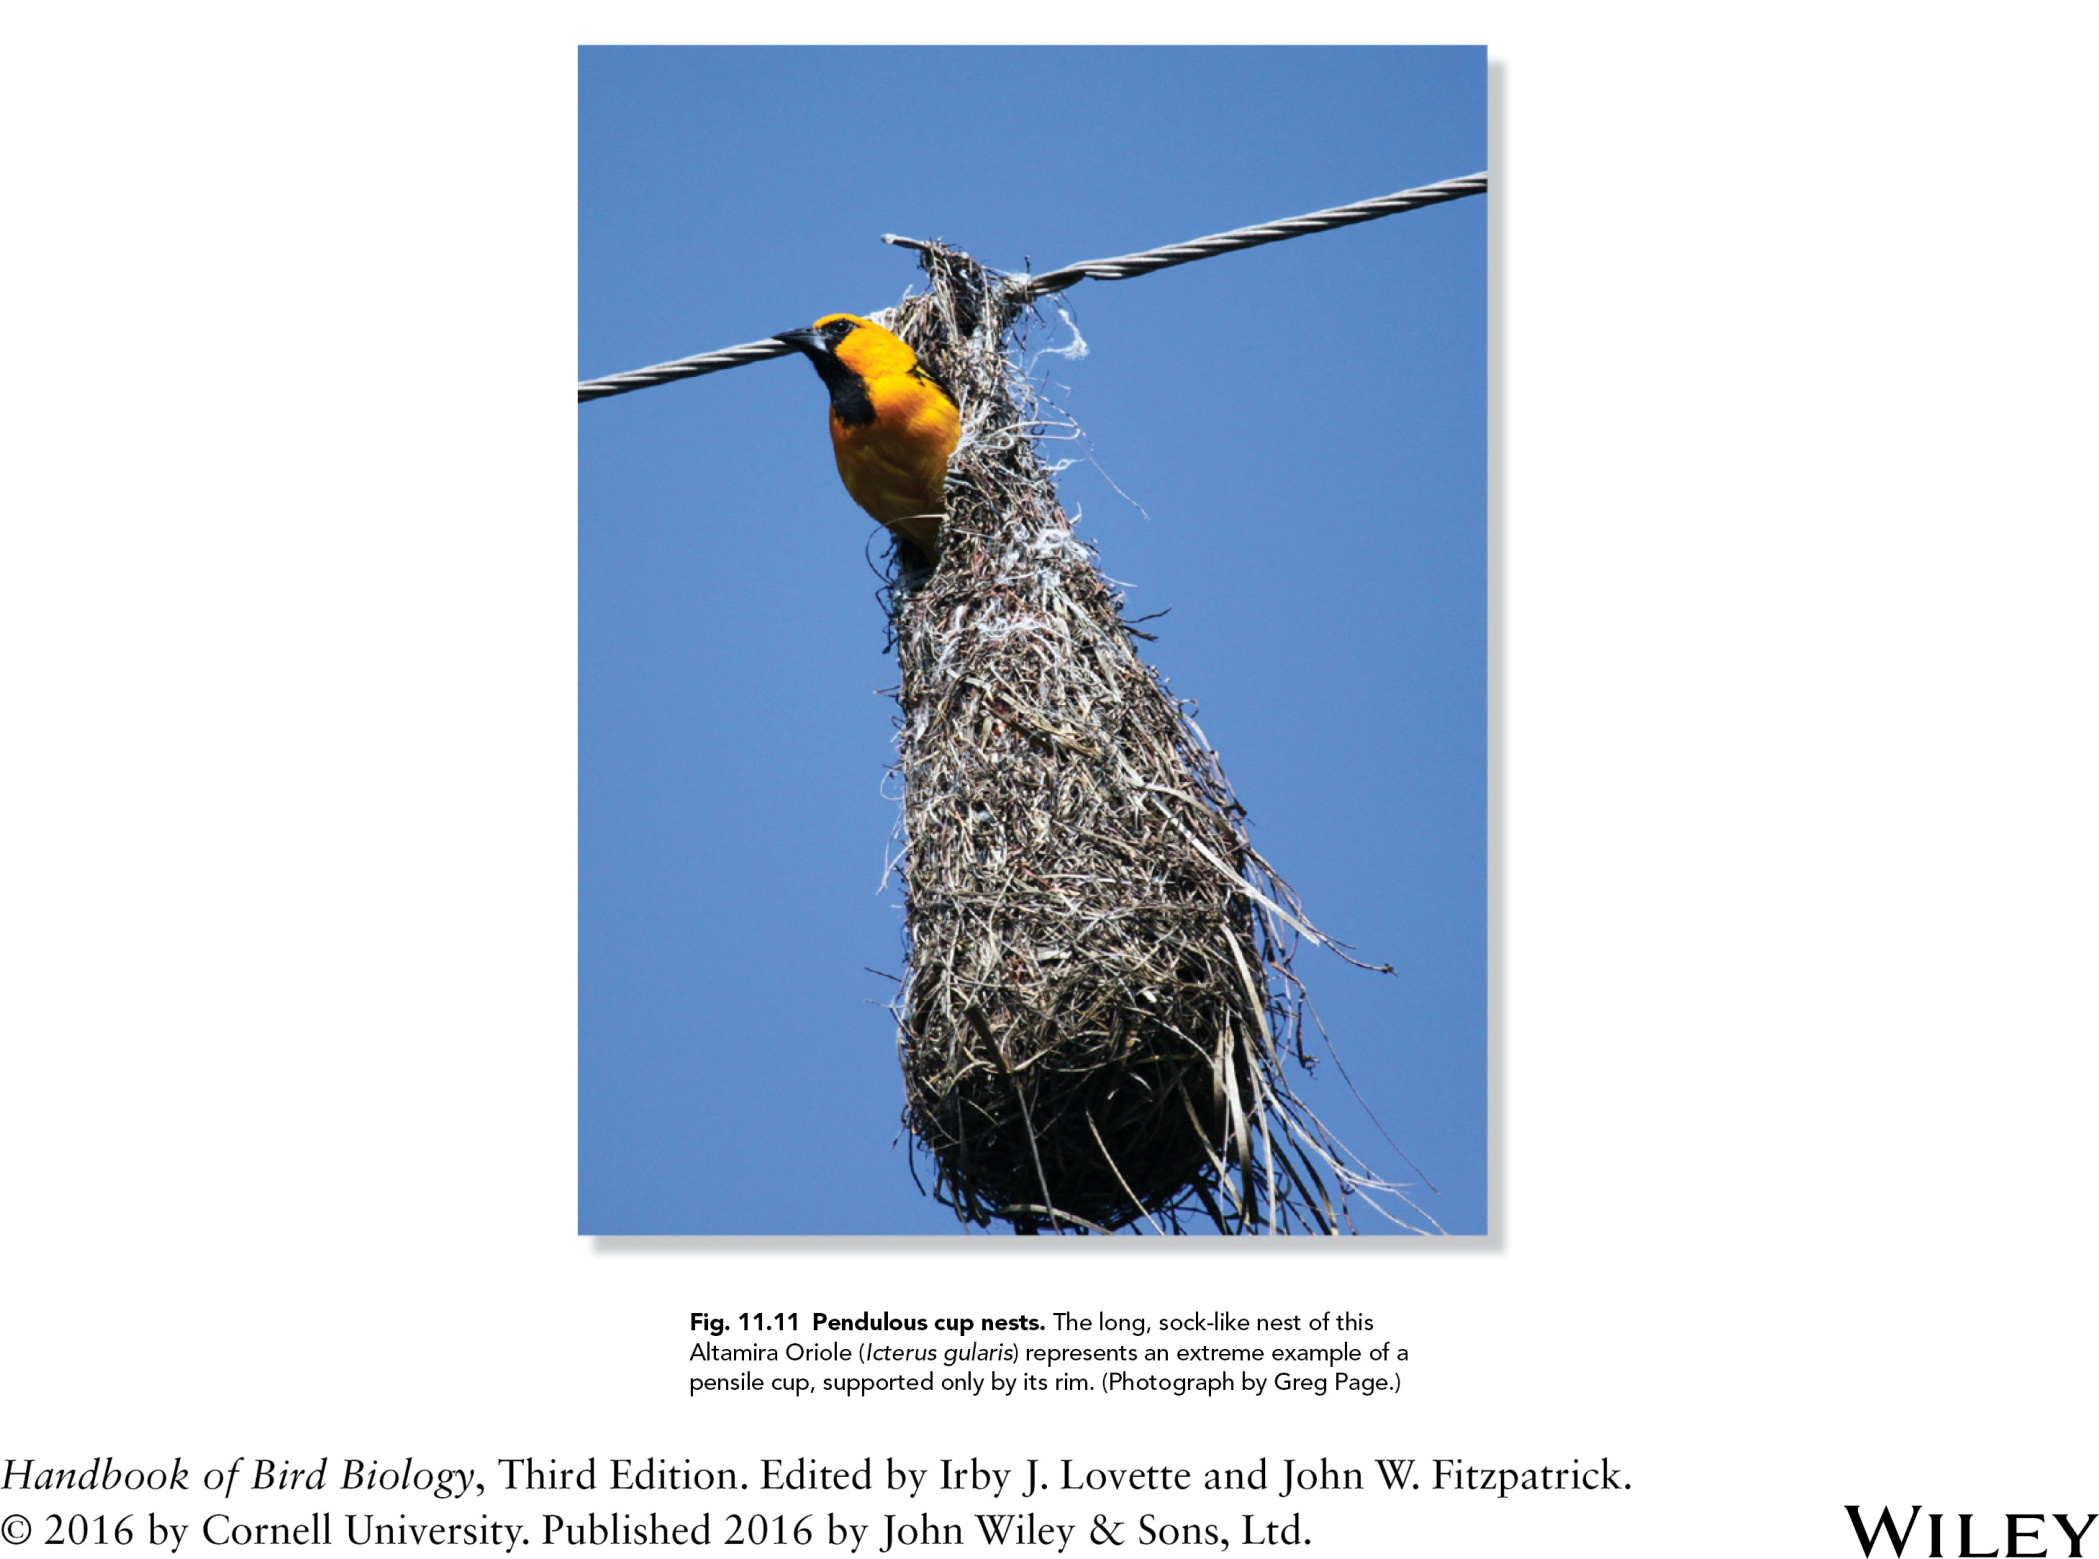 Fig. 11.11 Pendulous cup nests. The long, sock-like nest of this
Altamira Oriole (Icterus gularis) represents an extreme example of a
pensile cup, supported only by its rim. (Photograph by Greg Page.)
Handbook of Bird Biology, Third Edition. Edited by Irby J. Lovette and John W. Fitzpatrick.
© 2016 by Cornell University. Published 2016 by John Wiley & Sons, Ltd.
WILEY